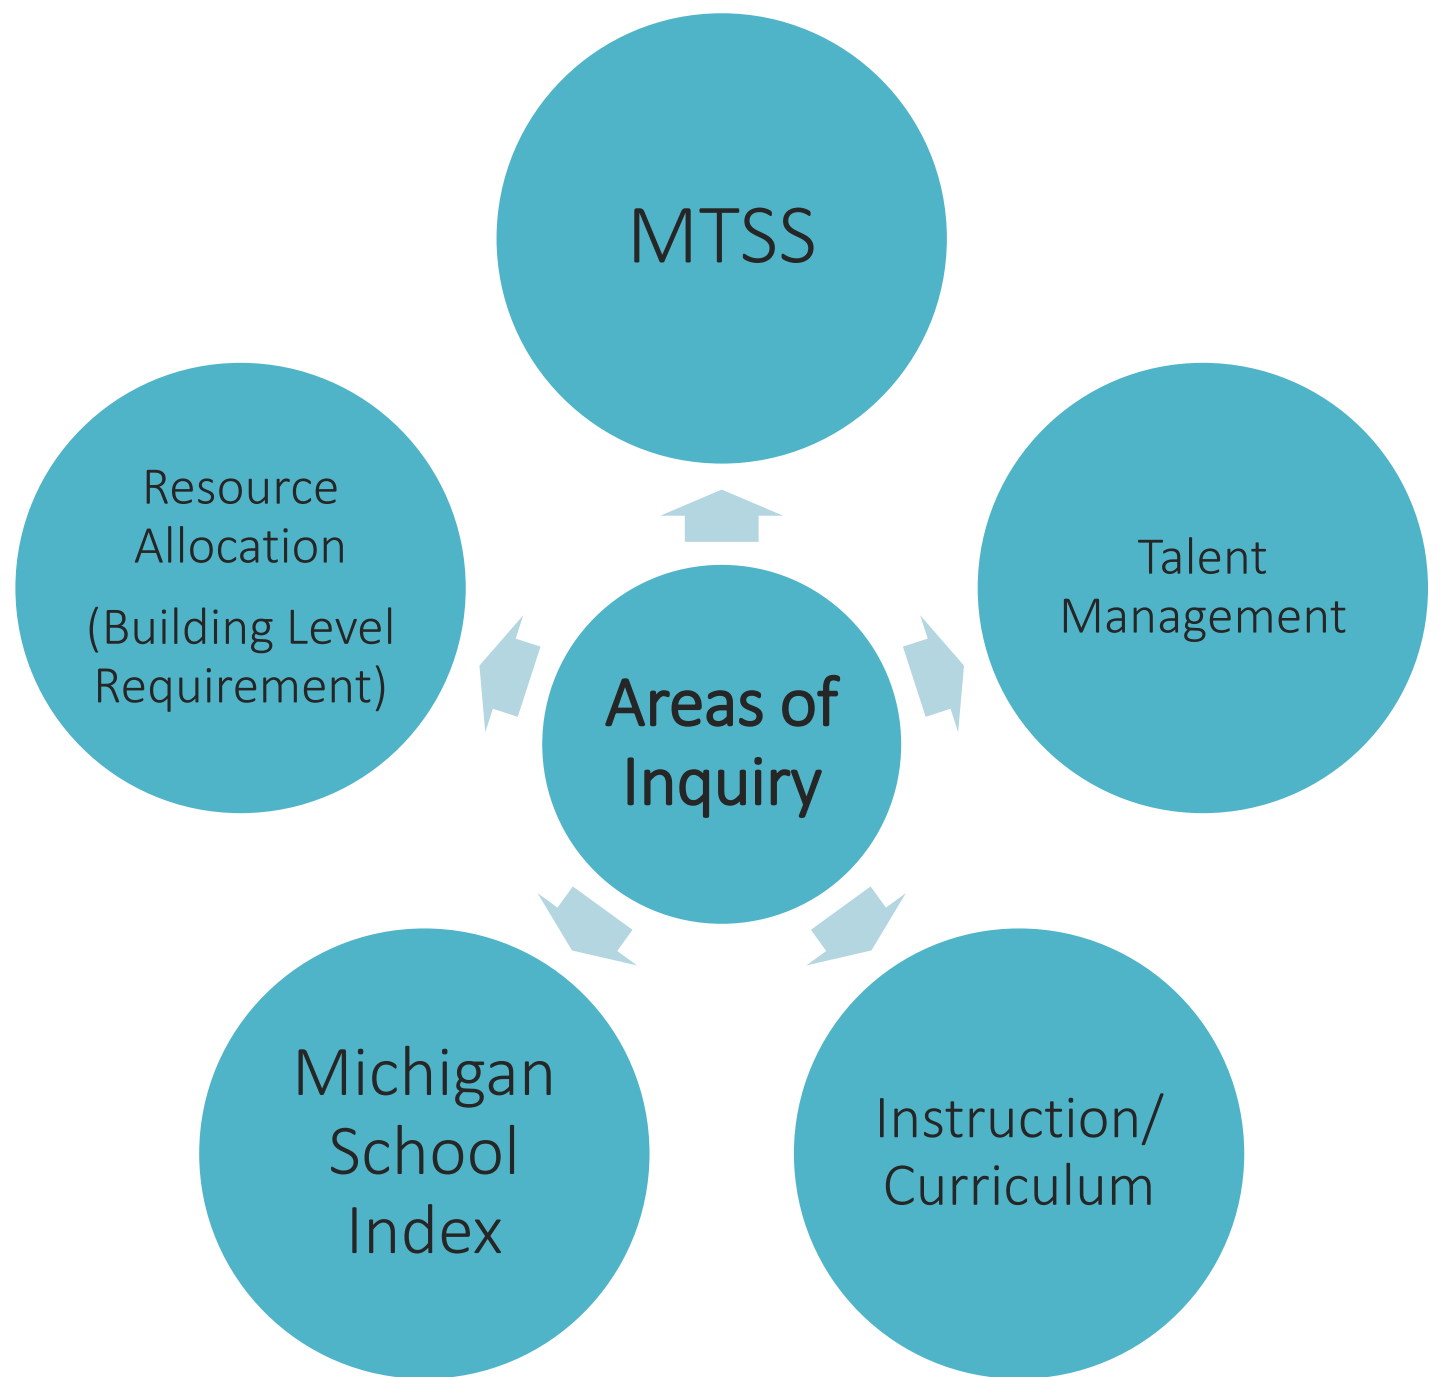 MTSS
Resource
Allocation
(Building Level
Requirement)
Talent
Management
Areas of
Inquiry
Michigan
School
Index
Instruction/
Curriculum